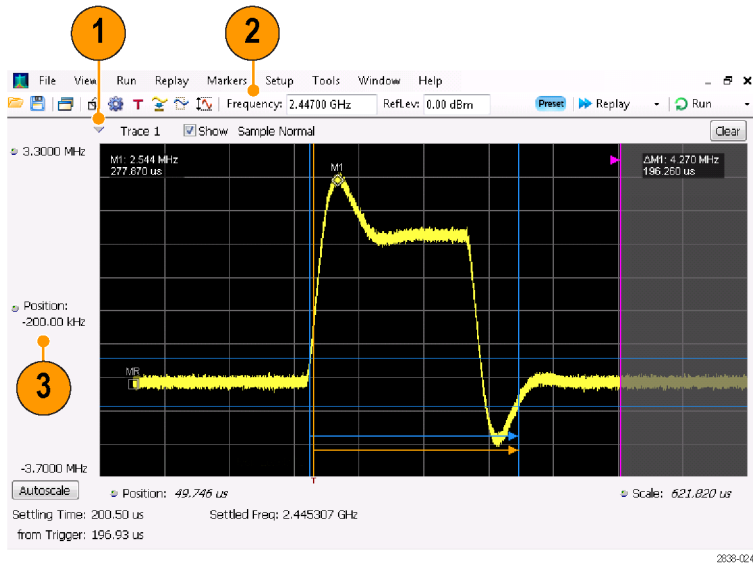 1
2
File View Run Replay Markers Setup Tools Window Help
T Frequency: 2.44700 GHz RefLev: 0.00 dBm Preset Replay Run
Trace 1 Show Sample Normal Clear
3.3000 MHz
M1: 2.544 MHz
277.870 us
M1
ΔM1: 4.270 MHz
196.260 us
Position:
-200.00 kHz
3
MR
-3.7000 MHz
T
Autoscale Position: 49.746 us Scale: 621.820 us
Settling Time: 200.50 us Settled Freq: 2.445307 GHz
from Trigger: 196.93 us
2838-024